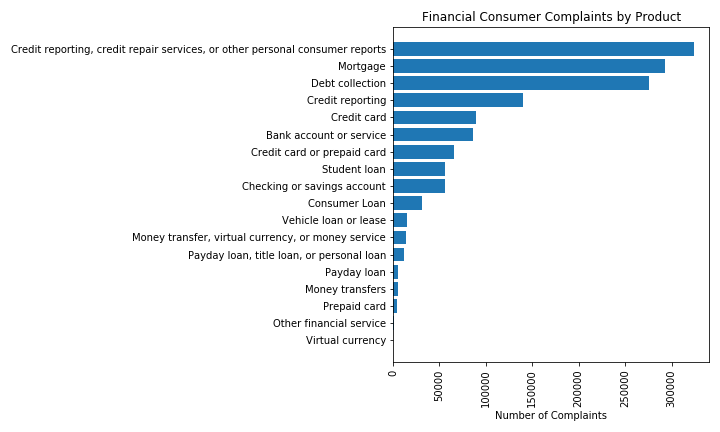 Financial Consumer Complaints by Product
Credit reporting, credit repair services, or other personal consumer reports
Mortgage
Debt collection
Credit reporting
Credit card
Bank account or service
Credit card or prepaid card
Student loan
Checking or savings account
Consumer Loan
Vehicle loan or lease
Money transfer, virtual currency, or money service
Payday loan, title loan, or personal loan
Payday loan
Money transfers
Prepaid card
Other financial service
Virtual currency
0
50000
100000
150000
200000
250000
300000
Number of Complaints